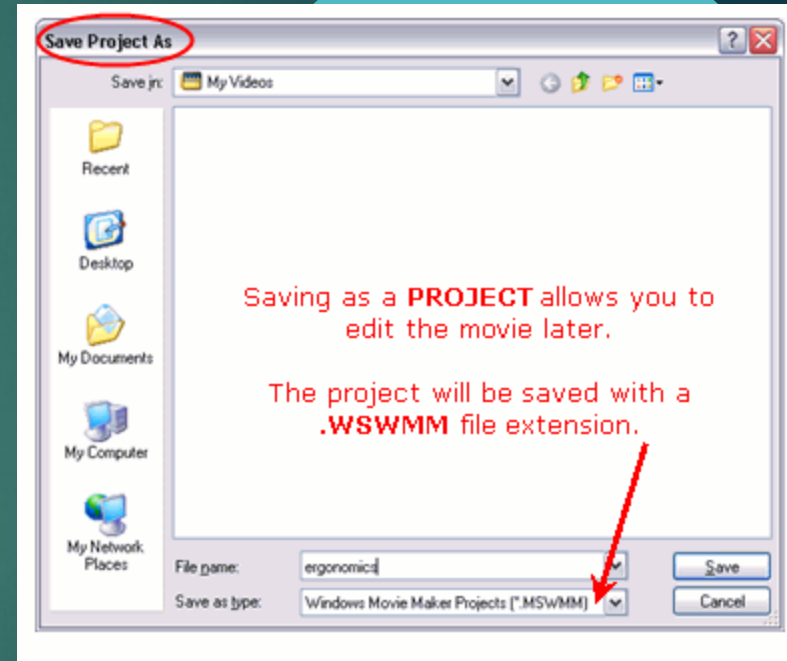 Save Project As
Save in:
My Videos
Recent
Desktop
My Documents
My Computer
My Network
Places
Saving as a PROJECT allows you to
edit the movie later.
The project will be saved with a
.WSWMM file extension.
File name:
ergonomics
Save
Save as type:
Windows Movie Maker Projects (*.MSWMM)
Cancel